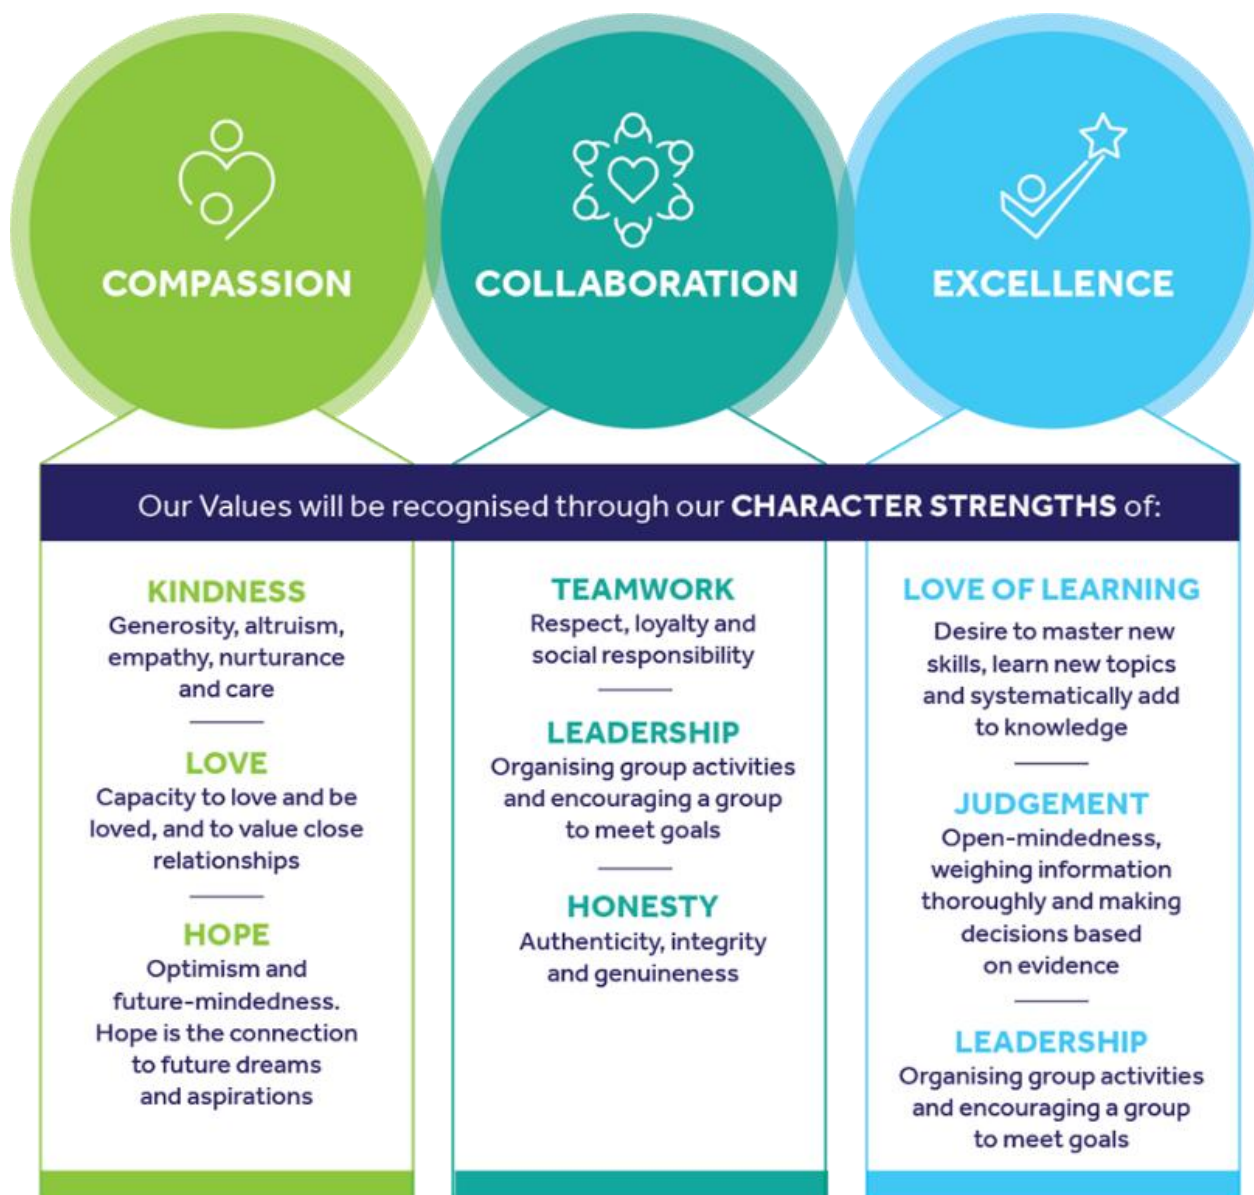 COMPASSION
COLLABORATION
EXCELLENCE
Our Values will be recognised through our CHARACTER STRENGTHS of:
KINDNESS
Generosity, altruism,
empathy, nurturance
and care
LOVE
Capacity to love and be
loved, and to value close
relationships
HOPE
Optimism and
future-mindedness.
Hope is the connection
to future dreams
and aspirations
TEAMWORK
Respect, loyalty and
social responsibility
LEADERSHIP
Organising group activities
and encouraging a group
to meet goals
HONESTY
Authenticity, integrity
and genuineness
LOVE OF LEARNING
Desire to master new
skills, learn new topics
and systematically add
to knowledge
JUDGEMENT
Open-mindedness,
weighing information
thoroughly and making
decisions based
on evidence
LEADERSHIP
Organising group activities
and encouraging a group
to meet goals